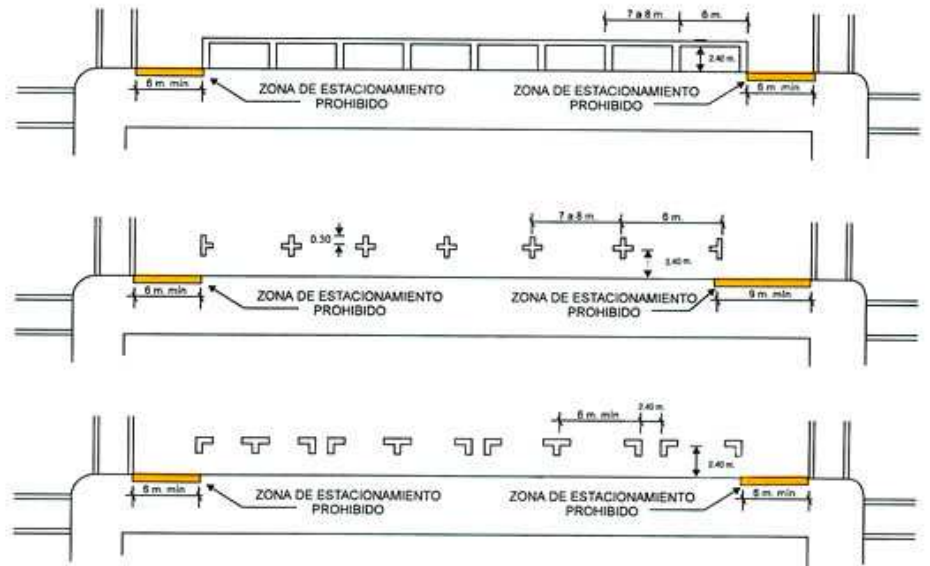 7 a 8 m.
6 m.
2.40 m.
ZONA DE ESTACIONAMIENTO
PROHIBIDO
ZONA DE ESTACIONAMIENTO
PROHIBIDO
6 m. min
6 m. min
7 a 8 m.
6 m.
0.30
2.40 m.
ZONA DE ESTACIONAMIENTO
PROHIBIDO
ZONA DE ESTACIONAMIENTO
PROHIBIDO
6 m. min
9 m. min
6 m. min
2.40 m.
2.40 m.
ZONA DE ESTACIONAMIENTO
PROHIBIDO
ZONA DE ESTACIONAMIENTO
PROHIBIDO
6 m. min
6 m. min